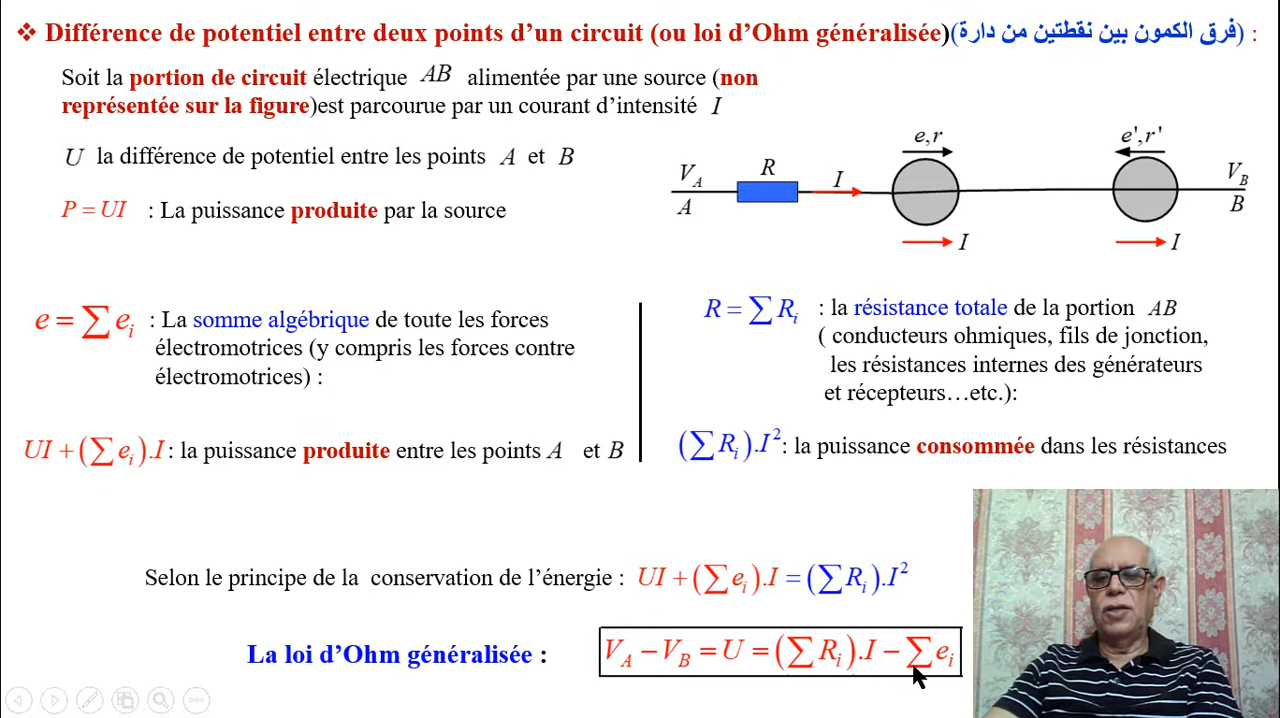 ❖ Différence de potentiel entre deux points d’un circuit (ou loi d’Ohm généralisée)(فرق الكمون بين نقطتين من دارة) :
Soit la portion de circuit électrique AB alimentée par une source (non
représentée sur la figure)est parcourue par un courant d’intensité I
U la différence de potentiel entre les points A et B
P = UI : La puissance produite par la source
e,r
e',r'
V_A
R
I
V_B
A
B
I
I
e = ∑ e_i : La somme algébrique de toute les forces
électromotrices (y compris les forces contre
électromotrices) :
R = ∑ R_i : la résistance totale de la portion AB
( conducteurs ohmiques, fils de jonction,
les résistances internes des générateurs
et récepteurs…etc.):
UI + (∑ e_i).I : la puissance produite entre les points A et B
(∑ R_i).I² : la puissance consommée dans les résistances
Selon le principe de la conservation de l’énergie : UI + (∑ e_i).I = (∑ R_i).I²
La loi d’Ohm généralisée : V_A − V_B = U = (∑ R_i).I − ∑ e_i